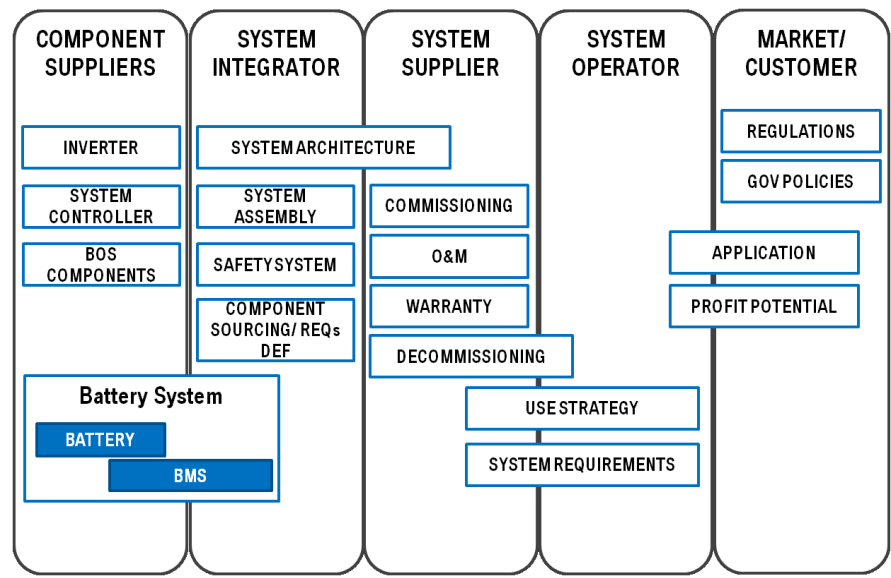 COMPONENT
SUPPLIERS
SYSTEM
INTEGRATOR
SYSTEM
SUPPLIER
SYSTEM
OPERATOR
MARKET/
CUSTOMER
INVERTER
SYSTEM
CONTROLLER
BOS
COMPONENTS
Battery System
BATTERY
BMS
SYSTEM ARCHITECTURE
SYSTEM
ASSEMBLY
SAFETY SYSTEM
COMPONENT
SOURCING/ REQs
DEF
COMMISSIONING
O&M
WARRANTY
DECOMMISSIONING
USE STRATEGY
SYSTEM REQUIREMENTS
REGULATIONS
GOV POLICIES
APPLICATION
PROFIT POTENTIAL